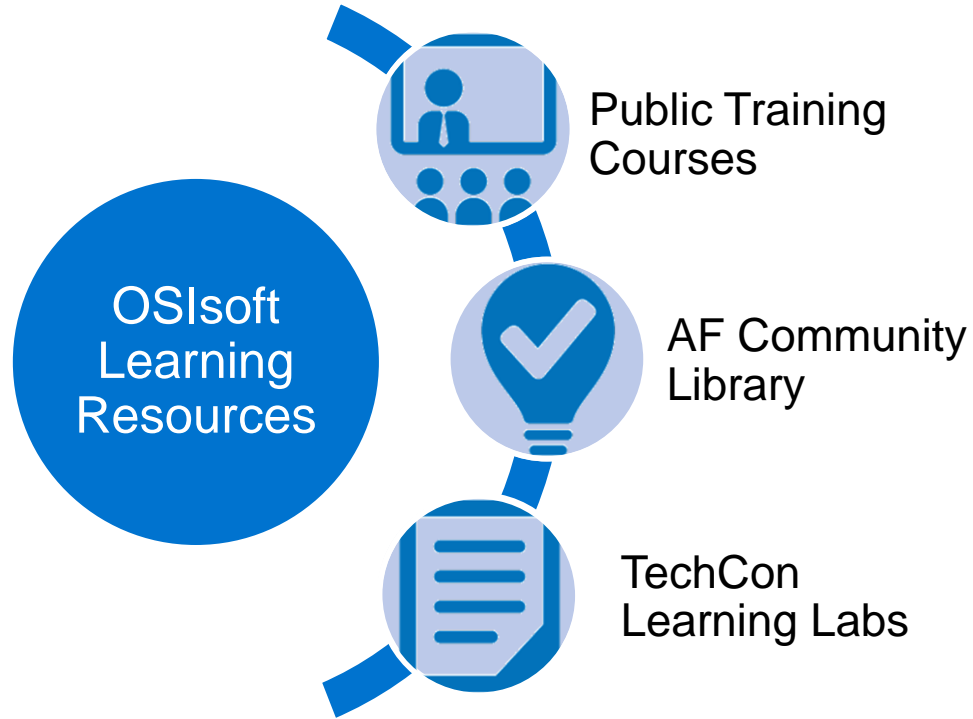 OSIsoft
Learning
Resources
Public Training
Courses
AF Community
Library
TechCon
Learning Labs